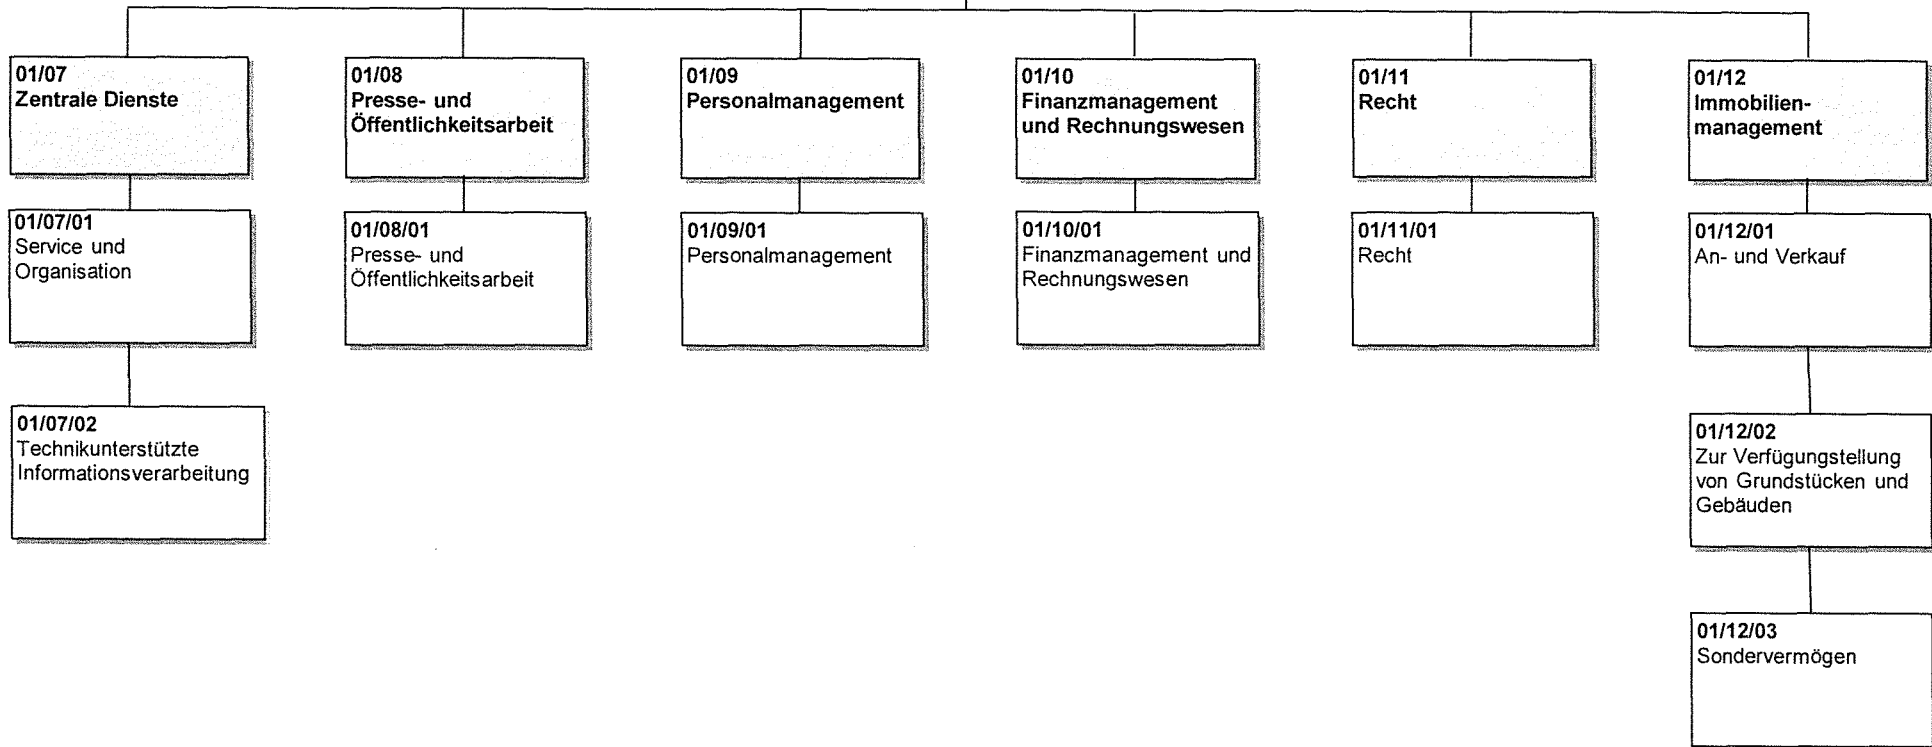 01/07
Zentrale Dienste
01/08
Presse- und
Öffentlichkeitsarbeit
01/09
Personalmanagement
01/10
Finanzmanagement
und Rechnungswesen
01/11
Recht
01/12
Immobilien-
management
01/07/01
Service und
Organisation
01/08/01
Presse- und
Öffentlichkeitsarbeit
01/09/01
Personalmanagement
01/10/01
Finanzmanagement und
Rechnungswesen
01/11/01
Recht
01/12/01
An- und Verkauf
01/07/02
Technikunterstützte
Informationsverarbeitung
01/12/02
Zur Verfügungstellung
von Grundstücken und
Gebäuden
01/12/03
Sondervermögen